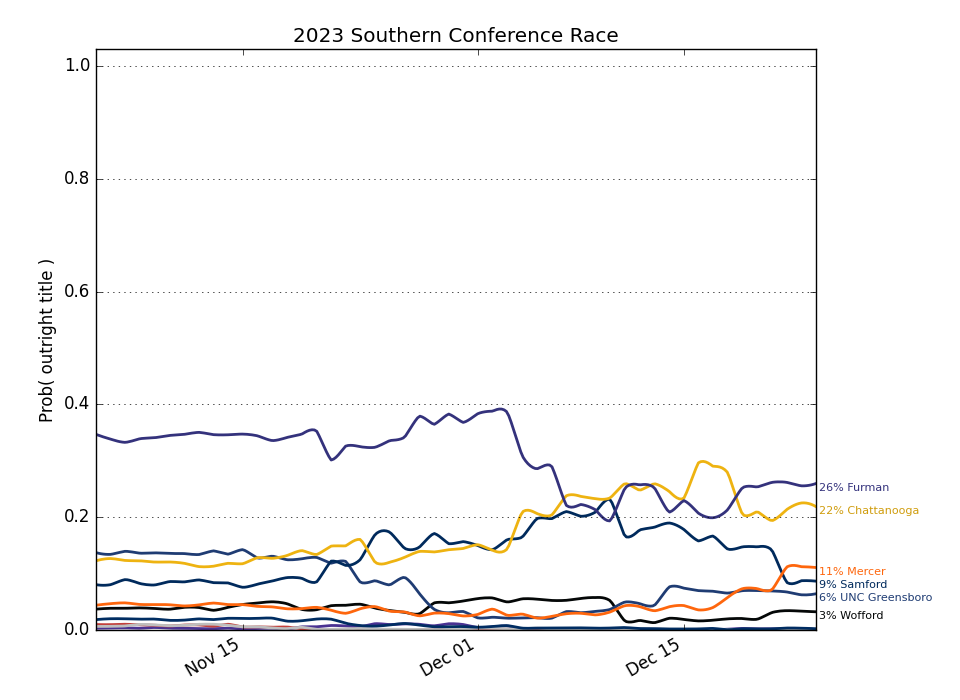 2023 Southern Conference Race
Prob( outright title )
1.0
0.8
0.6
0.4
0.2
0.0
Nov 15
Dec 01
Dec 15
26% Furman
22% Chattanooga
11% Mercer
9% Samford
6% UNC Greensboro
3% Wofford